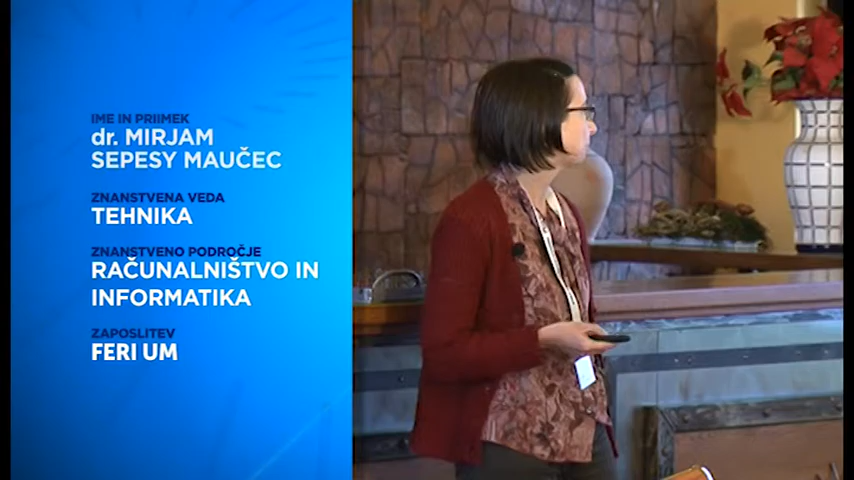 IME IN PRIIMEK
dr. MIRJAM
SEPESY MAUČEC
ZNANSTVENA VEDA
TEHNIKA
ZNANSTVENO PODROČJE
RAČUNALNIŠTVO IN
INFORMATIKA
ZAPOSLITEV
FERI UM